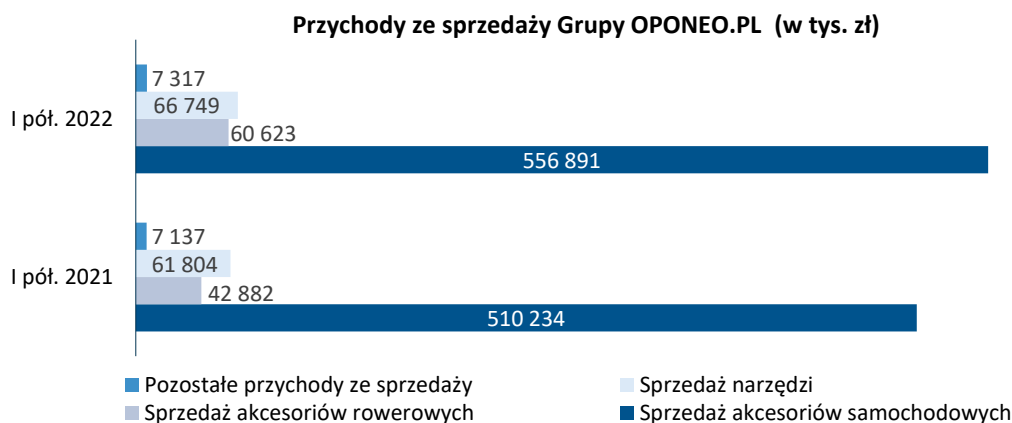 Przychody ze sprzedaży Grupy OPONEO.PL (w tys. zł)
7 317
66 749
I pół. 2022
60 623
556 891
7 137
61 804
I pół. 2021
42 882
510 234
Pozostałe przychody ze sprzedaży
Sprzedaż narzędzi
Sprzedaż akcesoriów rowerowych
Sprzedaż akcesoriów samochodowych